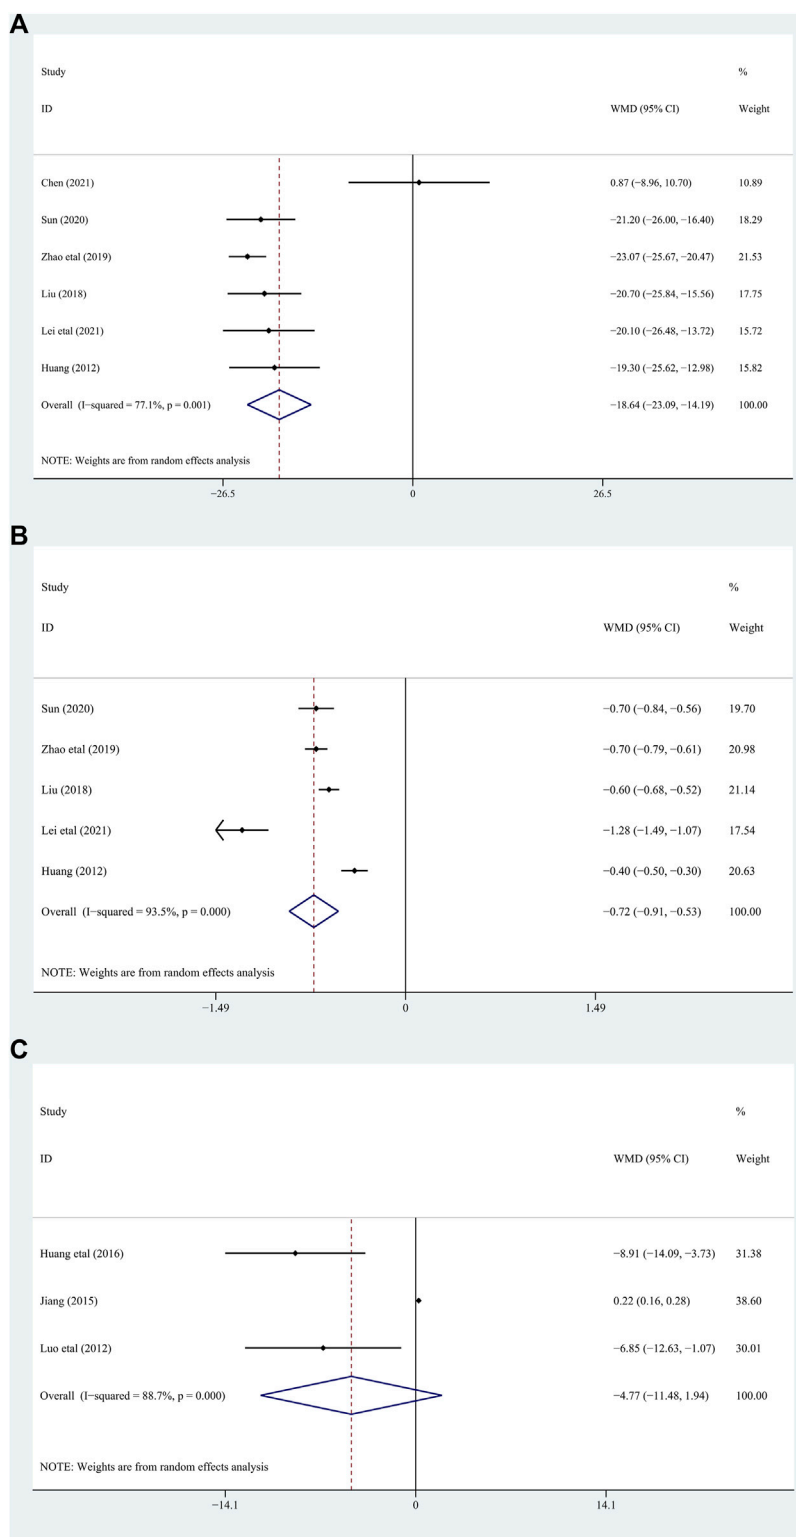 A
Study %
ID WMD (95% CI) Weight
Chen (2021) 0.87 (−8.96, 10.70) 10.89
Sun (2020) −21.20 (−26.00, −16.40) 18.29
Zhao etal (2019) −23.07 (−25.67, −20.47) 21.53
Liu (2018) −20.70 (−25.84, −15.56) 17.75
Lei etal (2021) −20.10 (−26.48, −13.72) 15.72
Huang (2012) −19.30 (−25.62, −12.98) 15.82
Overall (I−squared = 77.1%, p = 0.001) −18.64 (−23.09, −14.19) 100.00
NOTE: Weights are from random effects analysis
−26.5 0 26.5
B
Study %
ID WMD (95% CI) Weight
Sun (2020) −0.70 (−0.84, −0.56) 19.70
Zhao etal (2019) −0.70 (−0.79, −0.61) 20.98
Liu (2018) −0.60 (−0.68, −0.52) 21.14
Lei etal (2021) −1.28 (−1.49, −1.07) 17.54
Huang (2012) −0.40 (−0.50, −0.30) 20.63
Overall (I−squared = 93.5%, p = 0.000) −0.72 (−0.91, −0.53) 100.00
NOTE: Weights are from random effects analysis
−1.49 0 1.49
C
Study %
ID WMD (95% CI) Weight
Huang etal (2016) −8.91 (−14.09, −3.73) 31.38
Jiang (2015) 0.22 (0.16, 0.28) 38.60
Luo etal (2012) −6.85 (−12.63, −1.07) 30.01
Overall (I−squared = 88.7%, p = 0.000) −4.77 (−11.48, 1.94) 100.00
NOTE: Weights are from random effects analysis
−14.1 0 14.1